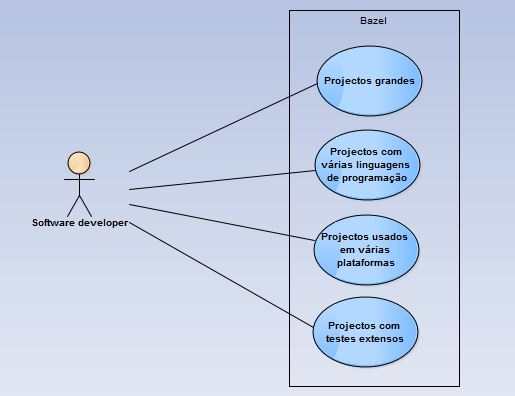 Bazel
Projectos grandes
Projectos com
várias linguagens
de programação
Software developer
Projectos usados
em várias
plataformas
Projectos com
testes extensos